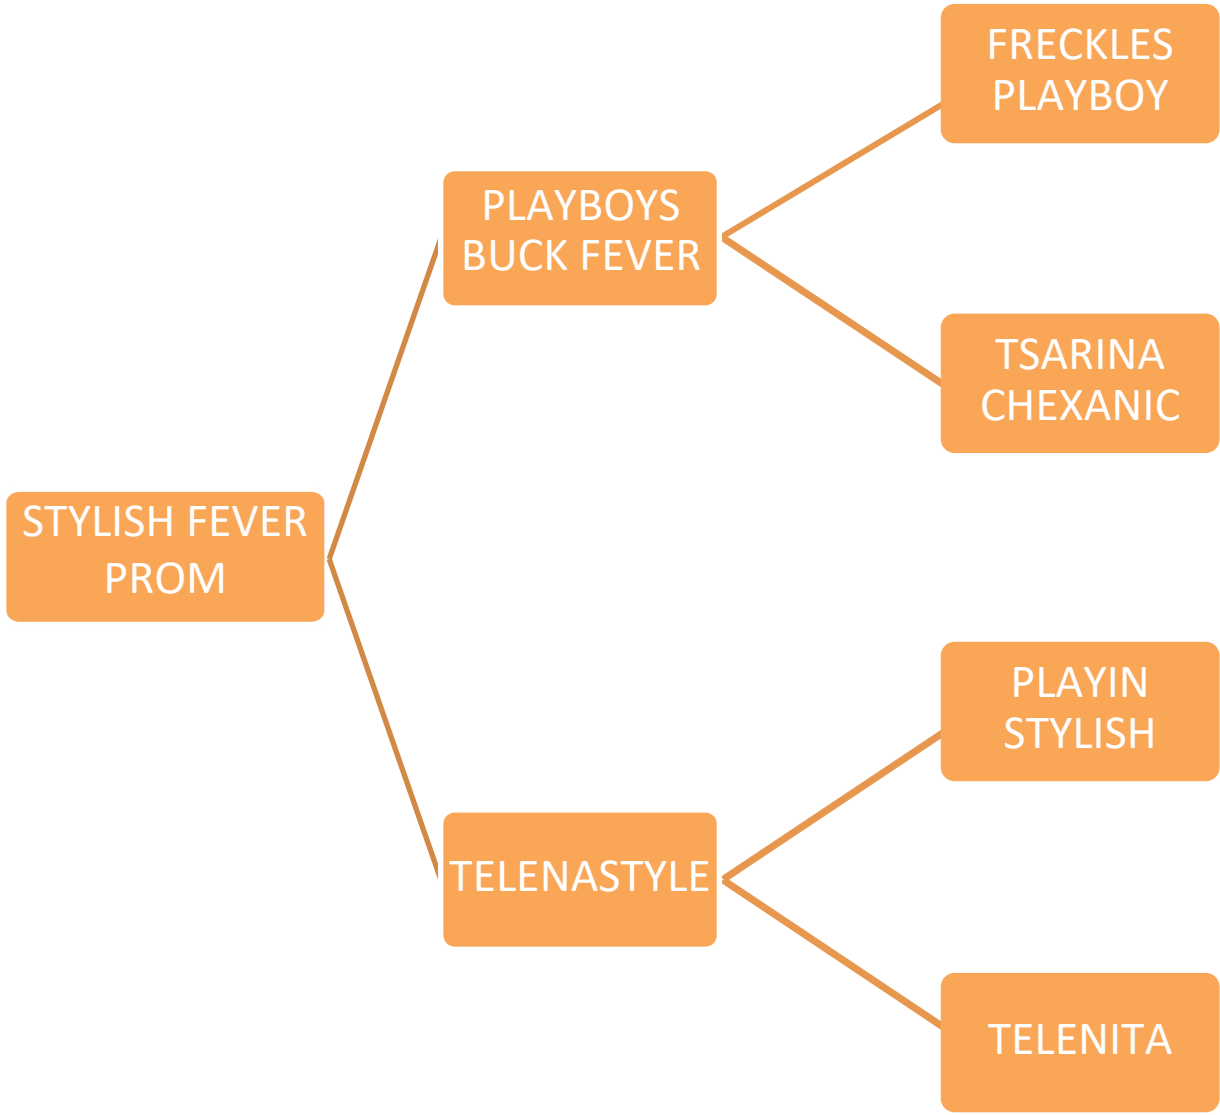 FRECKLES
PLAYBOY
PLAYBOYS
BUCK FEVER
TSARINA
CHEXANIC
STYLISH FEVER
PROM
PLAYIN
STYLISH
TELENASTYLE
TELENITA